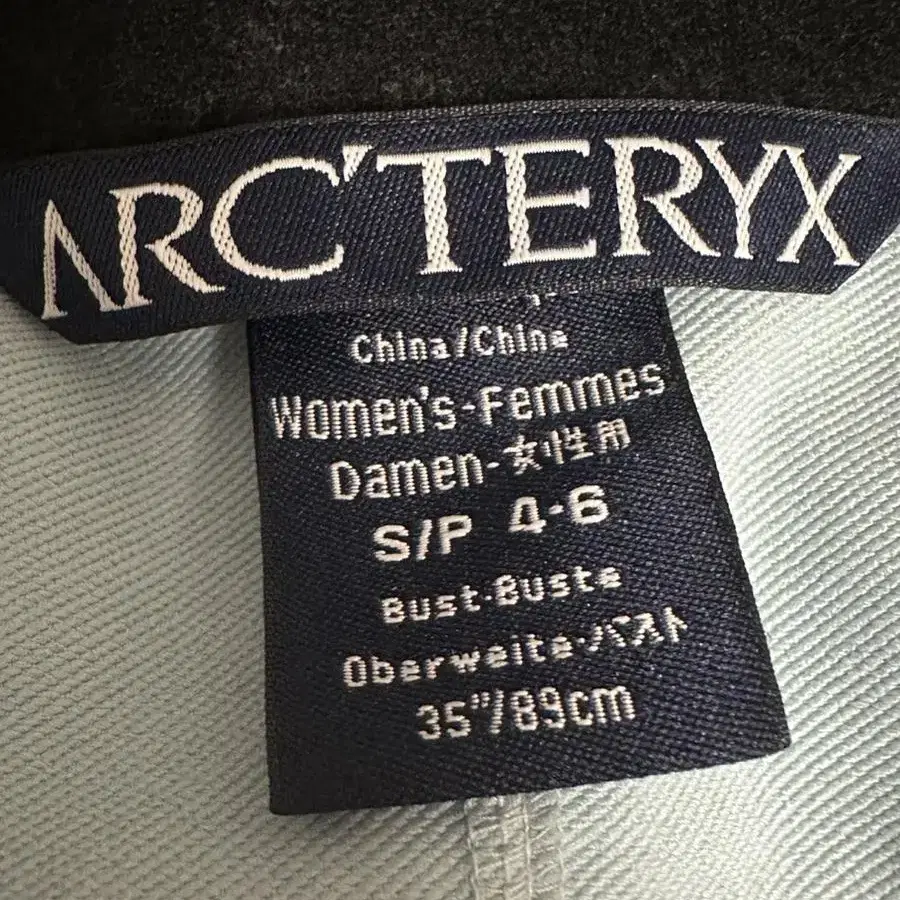 ARC'TERYX
China/Chine
Women's-Femmes
Damen-女性用
S/P 4-6
Bust-Buste
Oberweite-バスト
35"/89cm